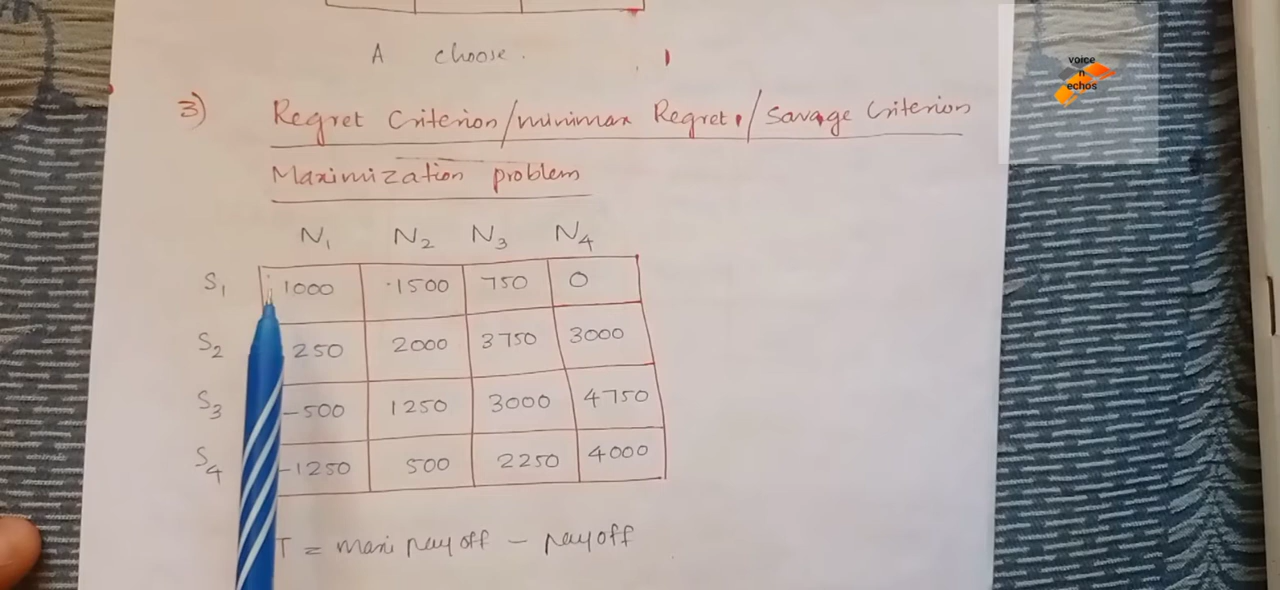 A choose.
voice
n
echos
3) Regret Criterion/minimax Regret/Savage Criterion
Maximization problem
N1 N2 N3 N4
S1 1000 1500 750 0
S2 250 2000 3750 3000
S3 -500 1250 3000 4750
S4 -1250 500 2250 4000
T = maxi pay off - payoff